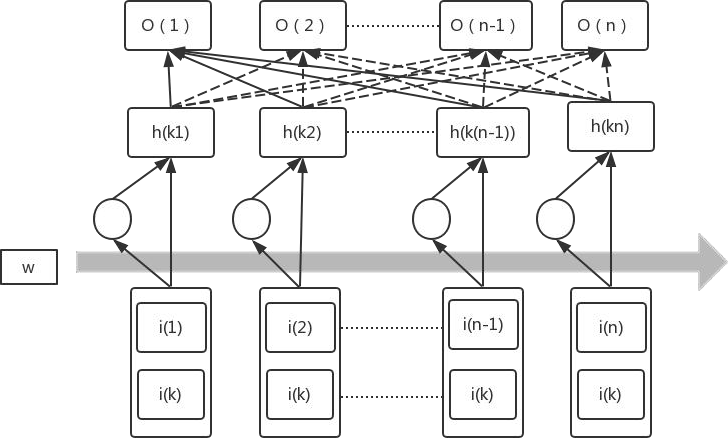 O ( 1 ) O ( 2 ) O ( n-1 ) O ( n )
h(k1) h(k2) h(k(n-1)) h(kn)
w
i(1) i(2) i(n-1) i(n)
i(k) i(k) i(k) i(k)